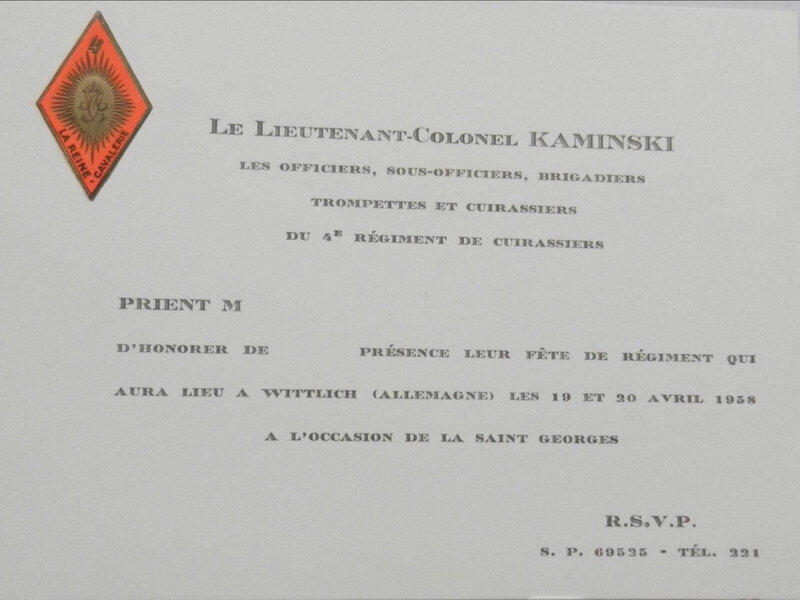 LA REINE - CAVALERIE
LE LIEUTENANT-COLONEL KAMINSKI
LES OFFICIERS, SOUS-OFFICIERS, BRIGADIERS
TROMPETTES ET CUIRASSIERS
DU 4E RÉGIMENT DE CUIRASSIERS
PRIENT M
D'HONORER DE PRÉSENCE LEUR FÊTE DE RÉGIMENT QUI
AURA LIEU A WITTLICH (ALLEMAGNE) LES 19 ET 20 AVRIL 1958
A L'OCCASION DE LA SAINT GEORGES
R.S.V.P.
S. P. 69525 - TÉL. 221